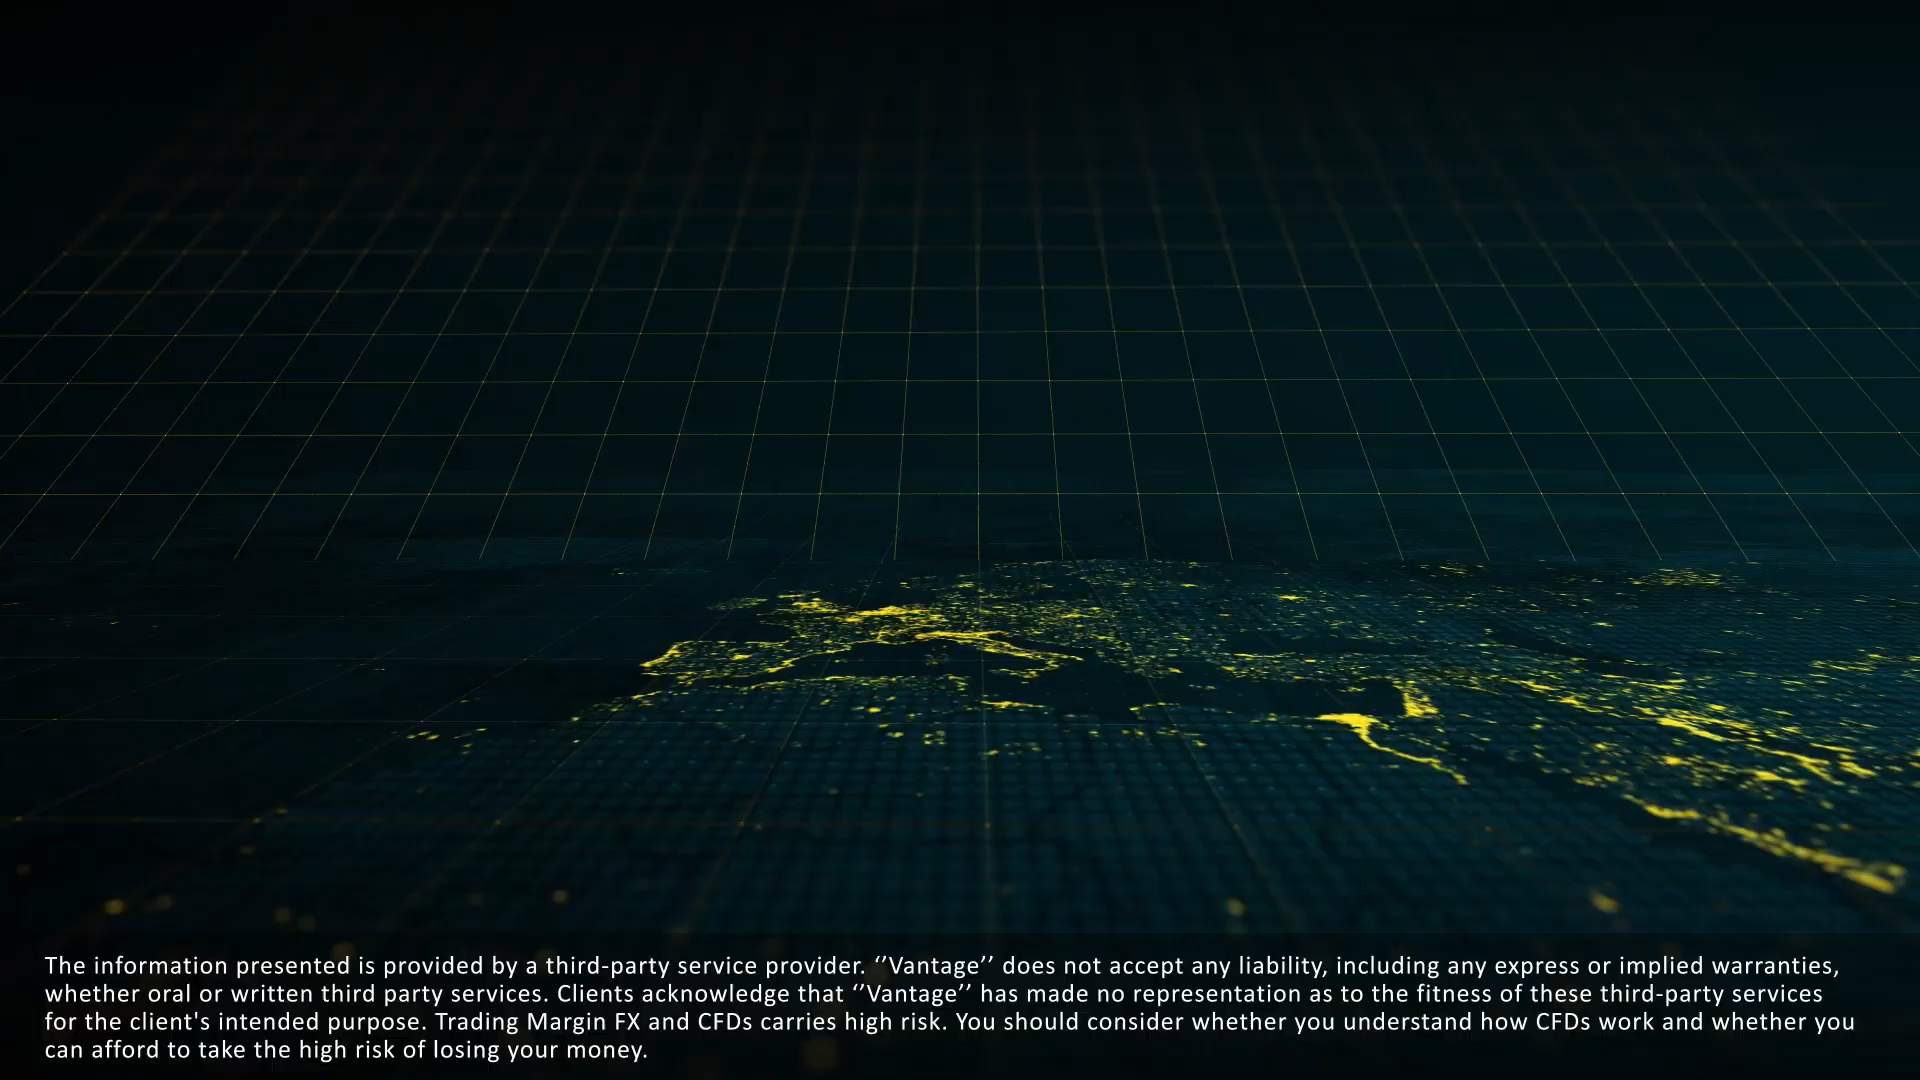 The information presented is provided by a third-party service provider. ‘’Vantage’’ does not accept any liability, including any express or implied warranties,
whether oral or written third party services. Clients acknowledge that ‘’Vantage’’ has made no representation as to the fitness of these third-party services
for the client's intended purpose. Trading Margin FX and CFDs carries high risk. You should consider whether you understand how CFDs work and whether you
can afford to take the high risk of losing your money.